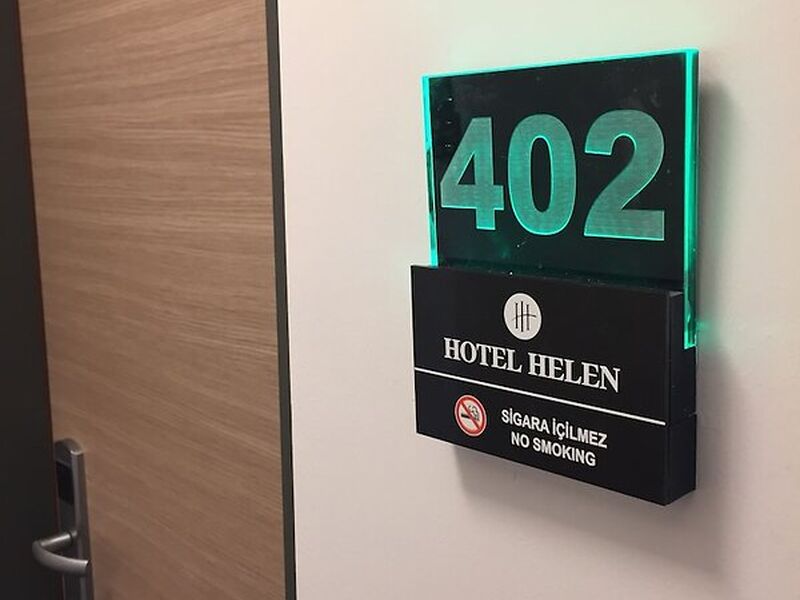 402
HOTEL HELEN
SİGARA İÇİLMEZ
NO SMOKING